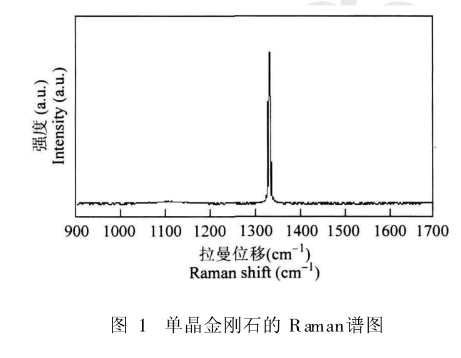 强度 (a.u.)
Intensity (a.u.)
900 1000 1100 1200 1300 1400 1500 1600 1700
拉曼位移(cm⁻¹)
Raman shift (cm⁻¹)
图 1 单晶金刚石的 Raman谱图